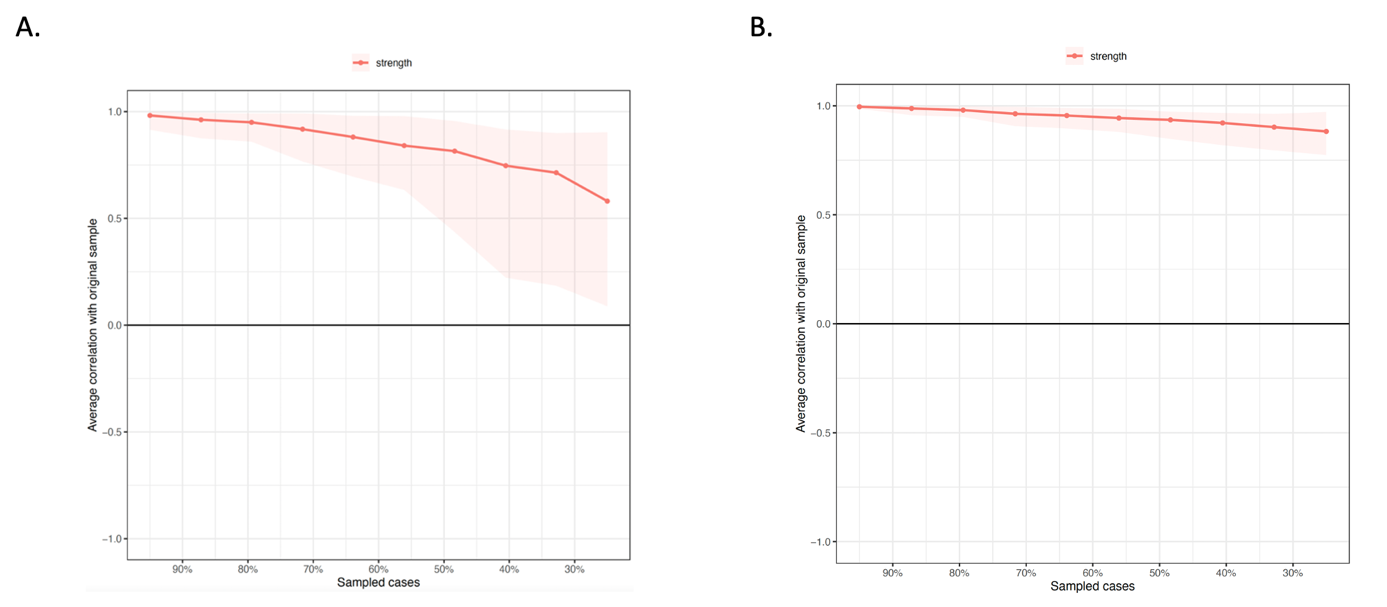 A.
strength
1.0
0.5
0.0
−0.5
−1.0
Average correlation with original sample
90% 80% 70% 60% 50% 40% 30%
Sampled cases
B.
strength
1.0
0.5
0.0
−0.5
−1.0
Average correlation with original sample
90% 80% 70% 60% 50% 40% 30%
Sampled cases